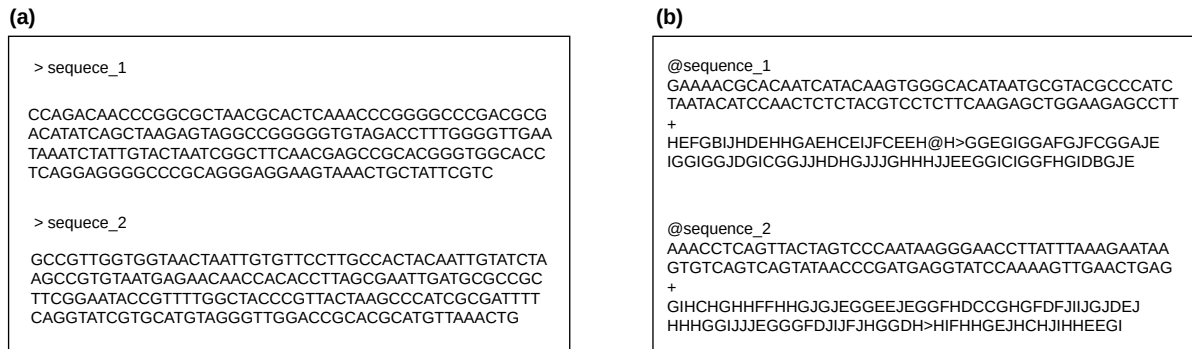 (a)
> sequece_1
CCAGACAACCCGGCGCTAACGCACTCAAACCCGGGGCCCGACGCG
ACATATCAGCTAAGAGTAGGCCGGGGGTGTAGACCTTTGGGGTTGAA
TAAATCTATTGTACTAATCGGCTTCAACGAGCCGCACGGGTGGCACC
TCAGGAGGGGCCCGCAGGGAGGAAGTAAACTGCTATTCGTC
> sequece_2
GCCGTTGGTGGTAACTAATTGTGTTCCTTGCCACTACAATTGTATCTA
AGCCGTGTAATGAGAACAACCACACCTTAGCGAATTGATGCGCCGC
TTCGGAATACCGTTTTGGCTACCCGTTACTAAGCCCATCGCGATTTT
CAGGTATCGTGCATGTAGGGTTGGACCGCACGCATGTTAAACTG
(b)
@sequence_1
GAAAACGCACAATCATACAAGTGGGCACATAATGCGTACGCCCATC
TAATACATCCAACTCTCTACGTCCTCTTCAAGAGCTGGAAGAGCCTT
+
HEFGBIJHDEHHGAEHCEIJFCEEH@H>GGEGIGGAFGJFCGGAJE
IGGIGGJDGICGGJJHDHGJJJGHHHJJEEGGICIGGFHGIDBGJE
@sequence_2
AAACCTCAGTTACTAGTCCCAATAAGGGAACCTTATTTAAAGAATAA
GTGTCAGTCAGTATAACCCGATGAGGTATCCAAAAGTTGAACTGAG
+
GIHCHGHHFFHHGJGJEGGEEJEGGFHDCCGHGFDFJIIJGJDEJ
HHHGGIJJJEGGGFDJIJFJHGGDH>HIFHHGEJHCHJIHHEEGI